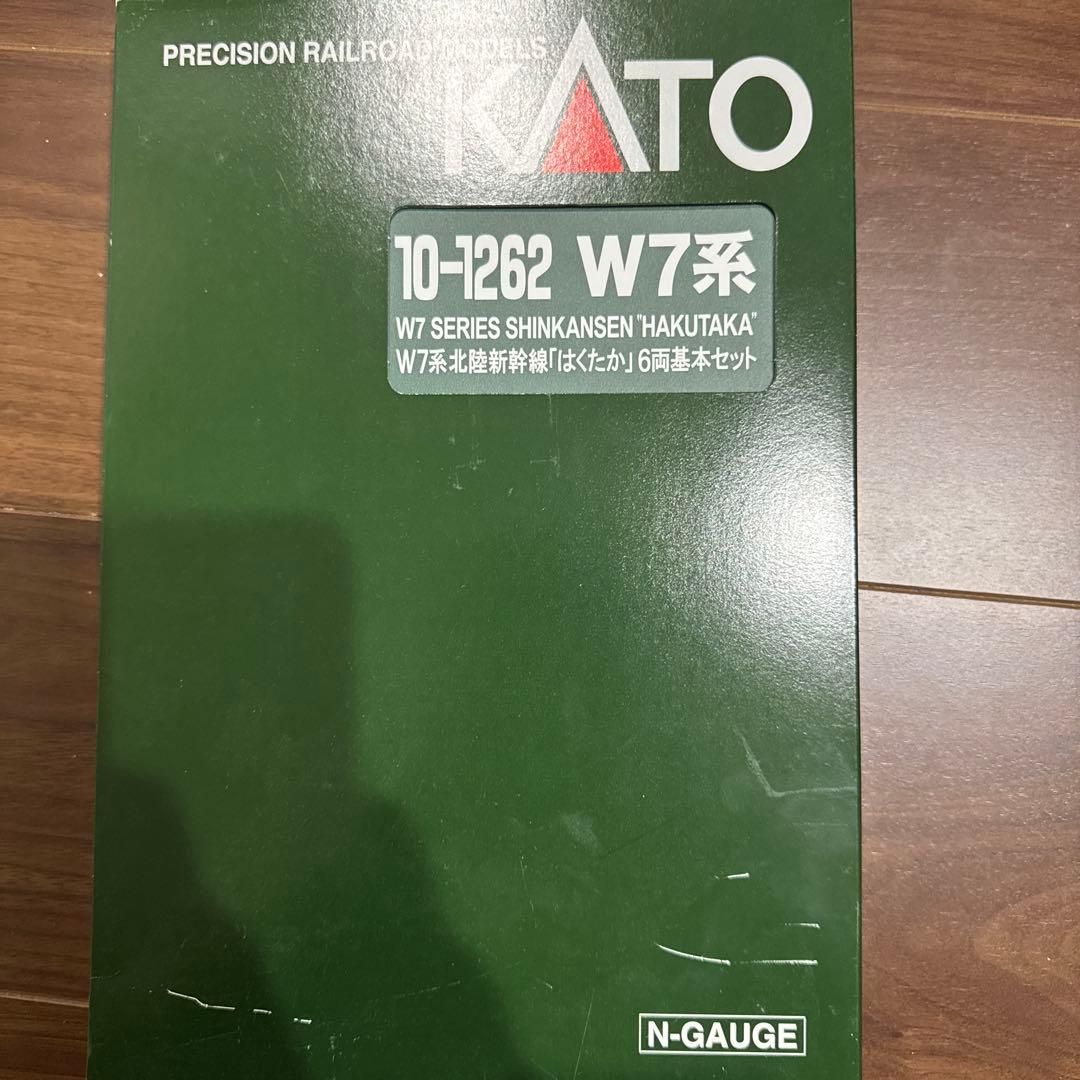 PRECISION RAILROAD MODELS
KATO
10-1262 W7系
W7 SERIES SHINKANSEN "HAKUTAKA"
W7系北陸新幹線「はくたか」6両基本セット
N-GAUGE